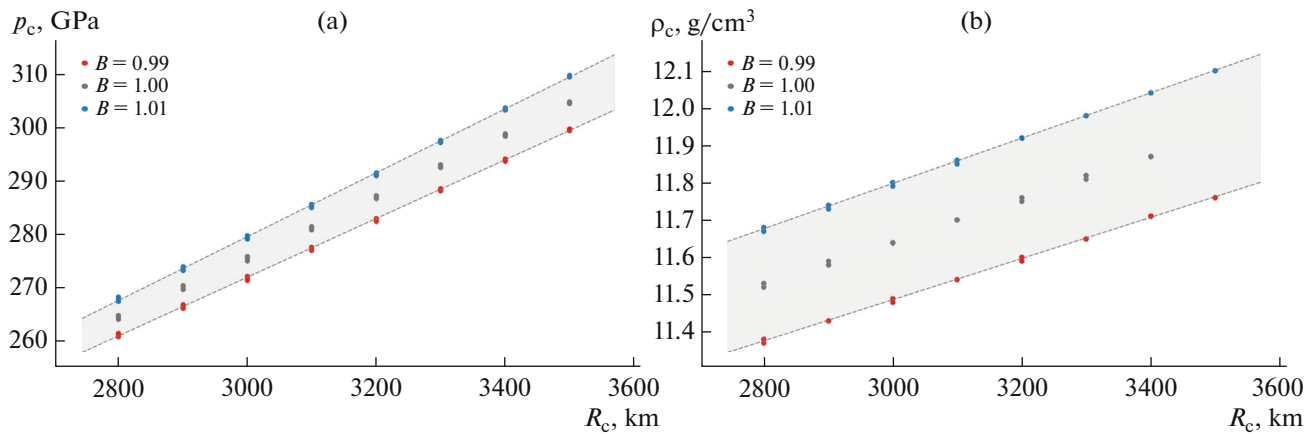 p_c, GPa
(a)
B = 0.99
B = 1.00
B = 1.01
310
300
290
280
270
260
2800
3000
3200
3400
3600
R_c, km
ρ_c, g/cm³
(b)
B = 0.99
B = 1.00
B = 1.01
12.1
12.0
11.9
11.8
11.7
11.6
11.5
11.4
2800
3000
3200
3400
3600
R_c, km